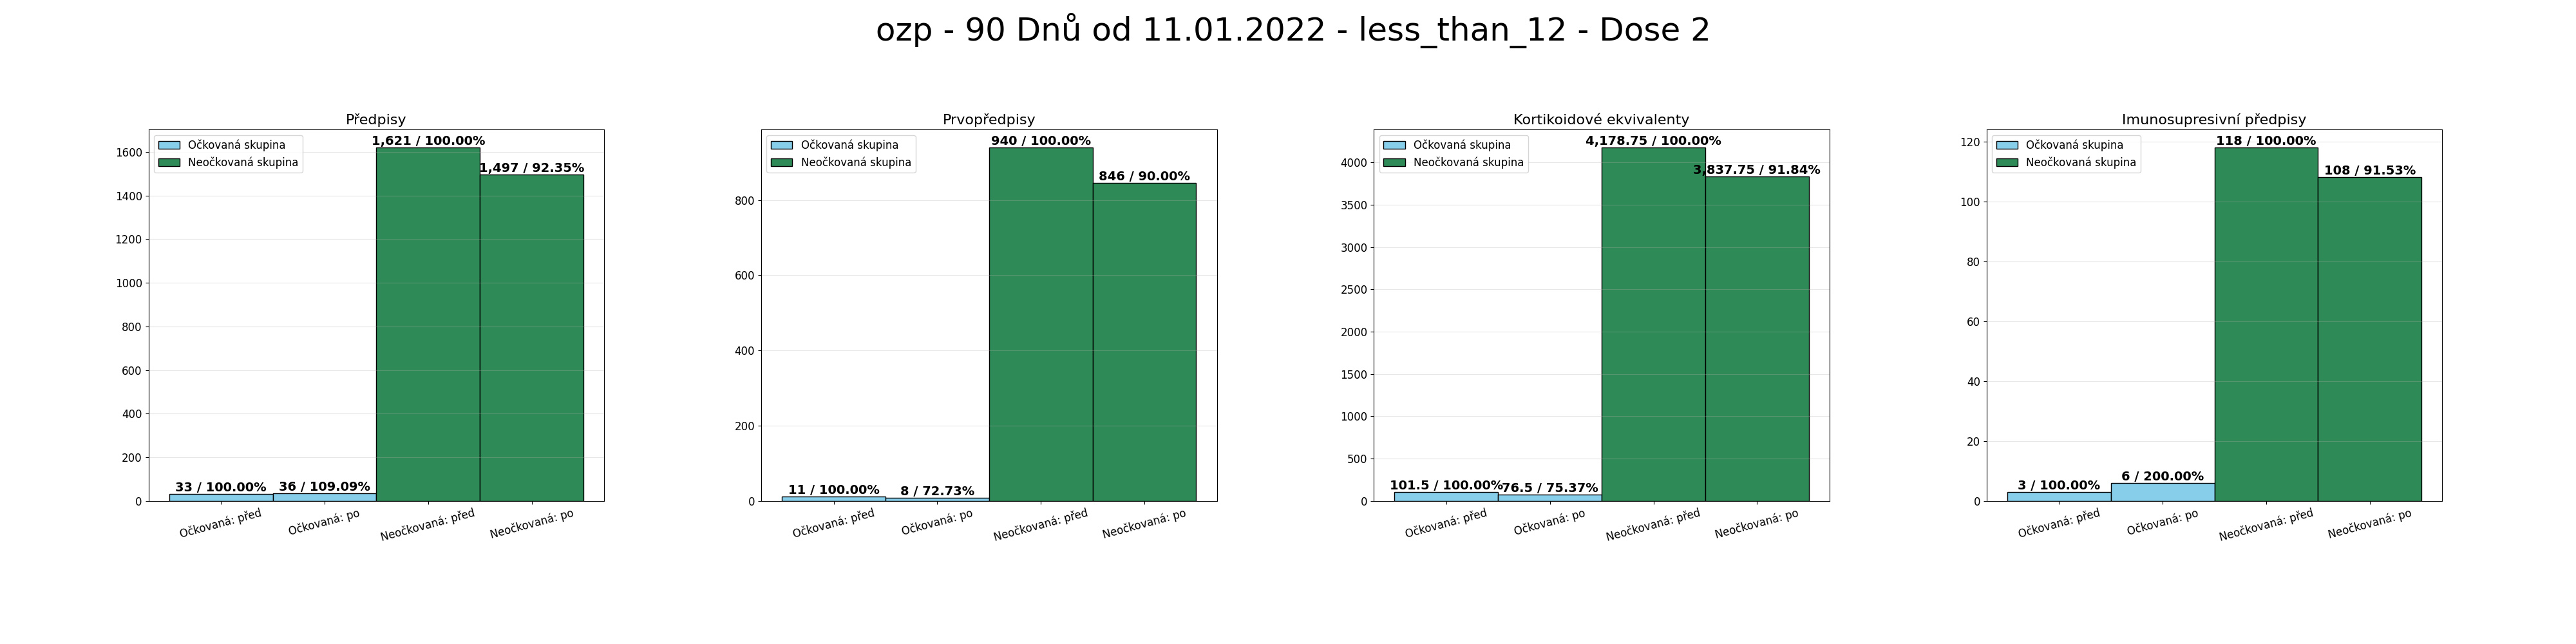 ozp - 90 Dnů od 11.01.2022 - less_than_12 - Dose 2
Předpisy
Očkovaná skupina
Neočkovaná skupina
1600
1400
1200
1000
800
600
400
200
0
33 / 100.00%
36 / 109.09%
1,621 / 100.00%
1,497 / 92.35%
Očkovaná: před
Očkovaná: po
Neočkovaná: před
Neočkovaná: po
Prvopředpisy
Očkovaná skupina
Neočkovaná skupina
800
600
400
200
0
11 / 100.00%
8 / 72.73%
940 / 100.00%
846 / 90.00%
Očkovaná: před
Očkovaná: po
Neočkovaná: před
Neočkovaná: po
Kortikoidové ekvivalenty
Očkovaná skupina
Neočkovaná skupina
4000
3500
3000
2500
2000
1500
1000
500
0
101.5 / 100.00%
76.5 / 75.37%
4,178.75 / 100.00%
3,837.75 / 91.84%
Očkovaná: před
Očkovaná: po
Neočkovaná: před
Neočkovaná: po
Imunosupresivní předpisy
Očkovaná skupina
Neočkovaná skupina
120
100
80
60
40
20
0
3 / 100.00%
6 / 200.00%
118 / 100.00%
108 / 91.53%
Očkovaná: před
Očkovaná: po
Neočkovaná: před
Neočkovaná: po